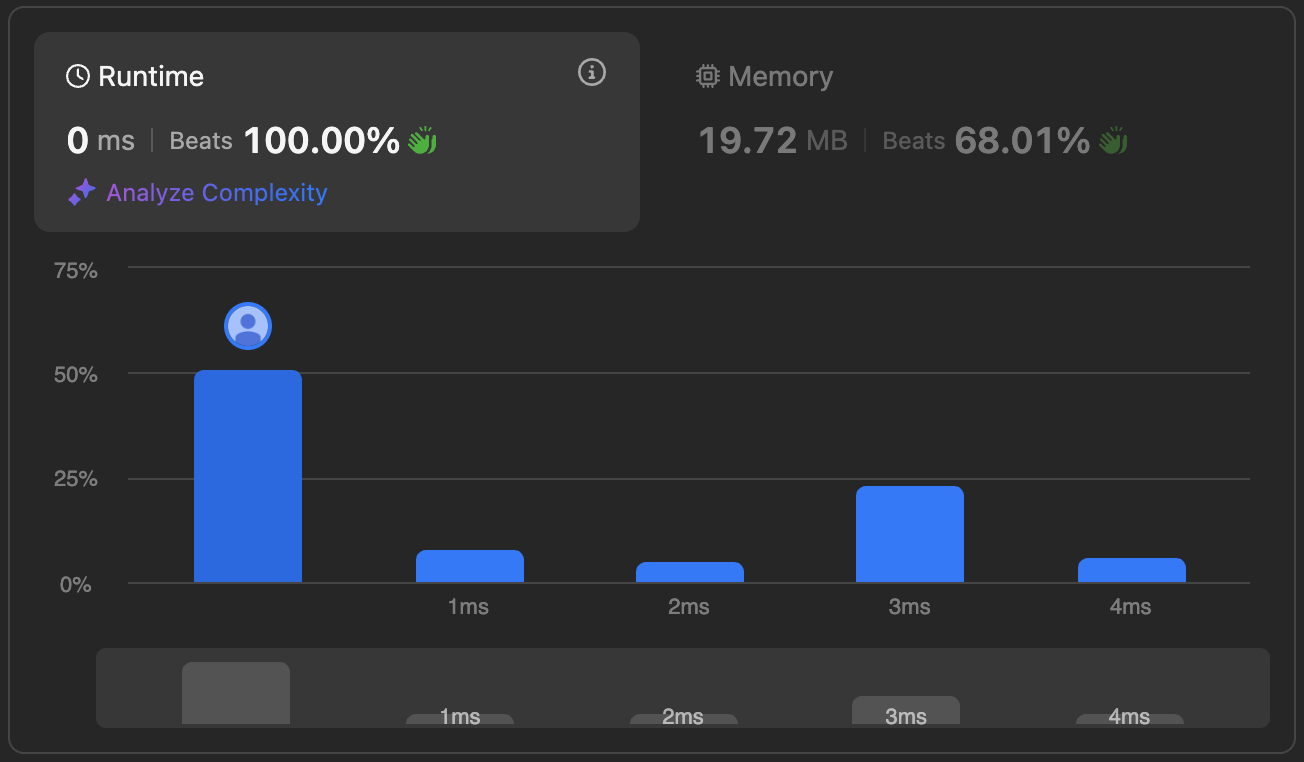 Runtime
0 ms | Beats 100.00%
Analyze Complexity
Memory
19.72 MB | Beats 68.01%
75%
50%
25%
0%
1ms 2ms 3ms 4ms
1ms 2ms 3ms 4ms